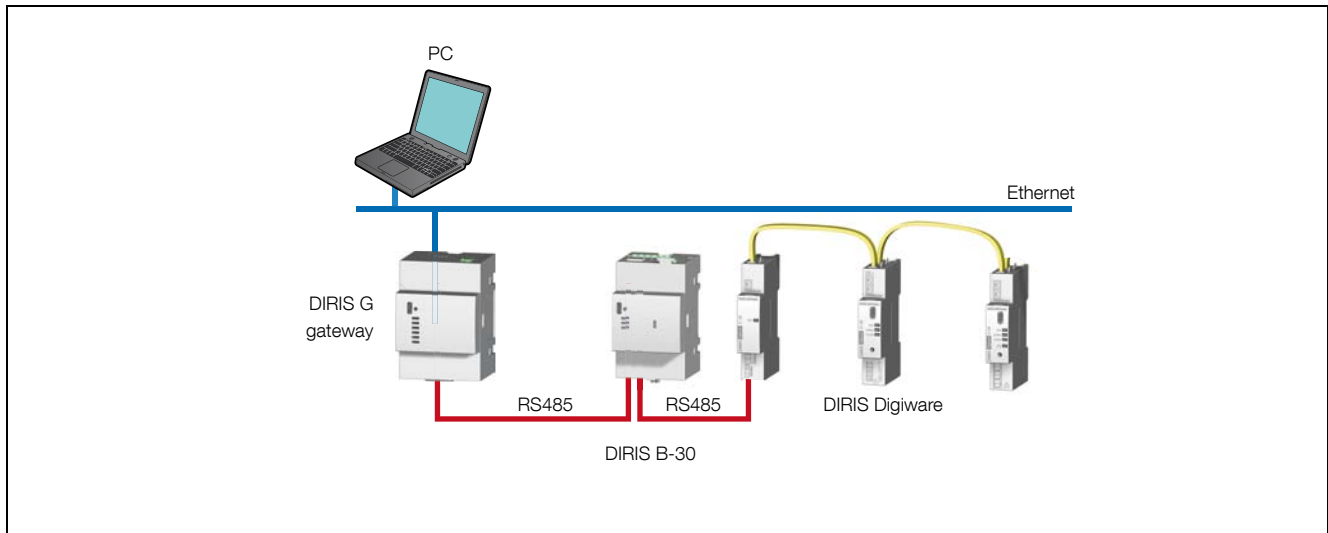 PC
Ethernet
DIRIS G
gateway
RS485
RS485
DIRIS Digiware
DIRIS B-30